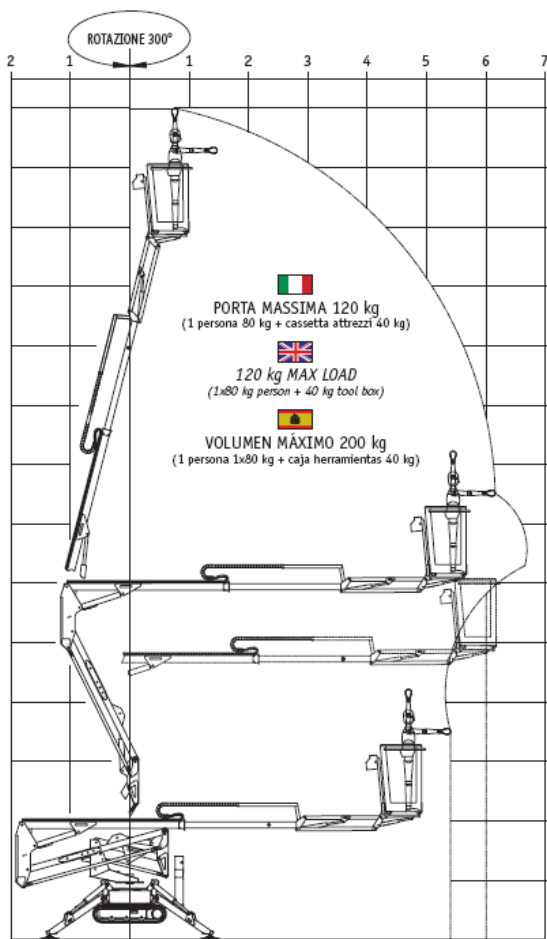 ROTAZIONE 300°
2 1 1 2 3 4 5 6 7
PORTA MASSIMA 120 kg
(1 persona 80 kg + cassetta attrezzi 40 kg)
120 kg MAX LOAD
(1x80 kg person + 40 kg tool box)
VOLUMEN MÁXIMO 200 kg
(1 persona 1x80 kg + caja herramientas 40 kg)